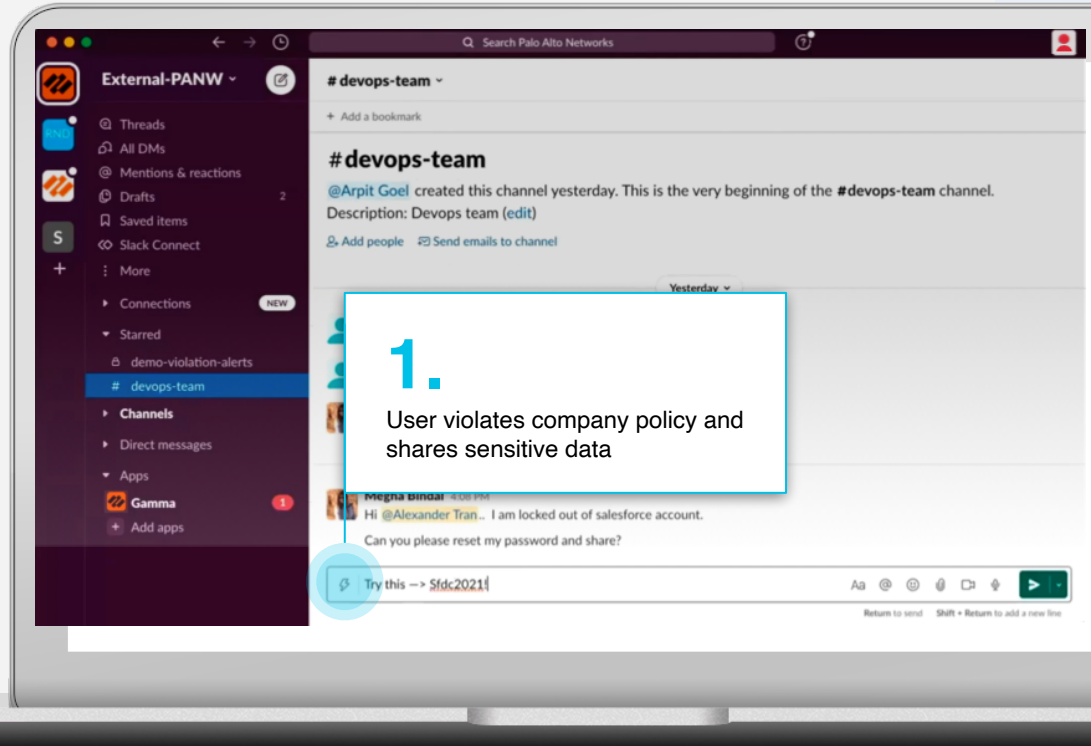 Search Palo Alto Networks
External-PANW
# devops-team
+ Add a bookmark
RND
S
+
Threads
All DMs
@ Mentions & reactions
Drafts 2
Saved items
Slack Connect
More
Connections NEW
Starred
demo-violation-alerts
# devops-team
Channels
Direct messages
Apps
Gamma 1
+ Add apps
#devops-team
@Arpit Goel created this channel yesterday. This is the very beginning of the #devops-team channel.
Description: Devops team (edit)
Add people Send emails to channel
Yesterday
1.
User violates company policy and
shares sensitive data
Megha Bindal 4:08 PM
Hi @Alexander Tran.. I am locked out of salesforce account.
Can you please reset my password and share?
Try this —> Sfdc2021! Aa @
Return to send Shift + Return to add a new line